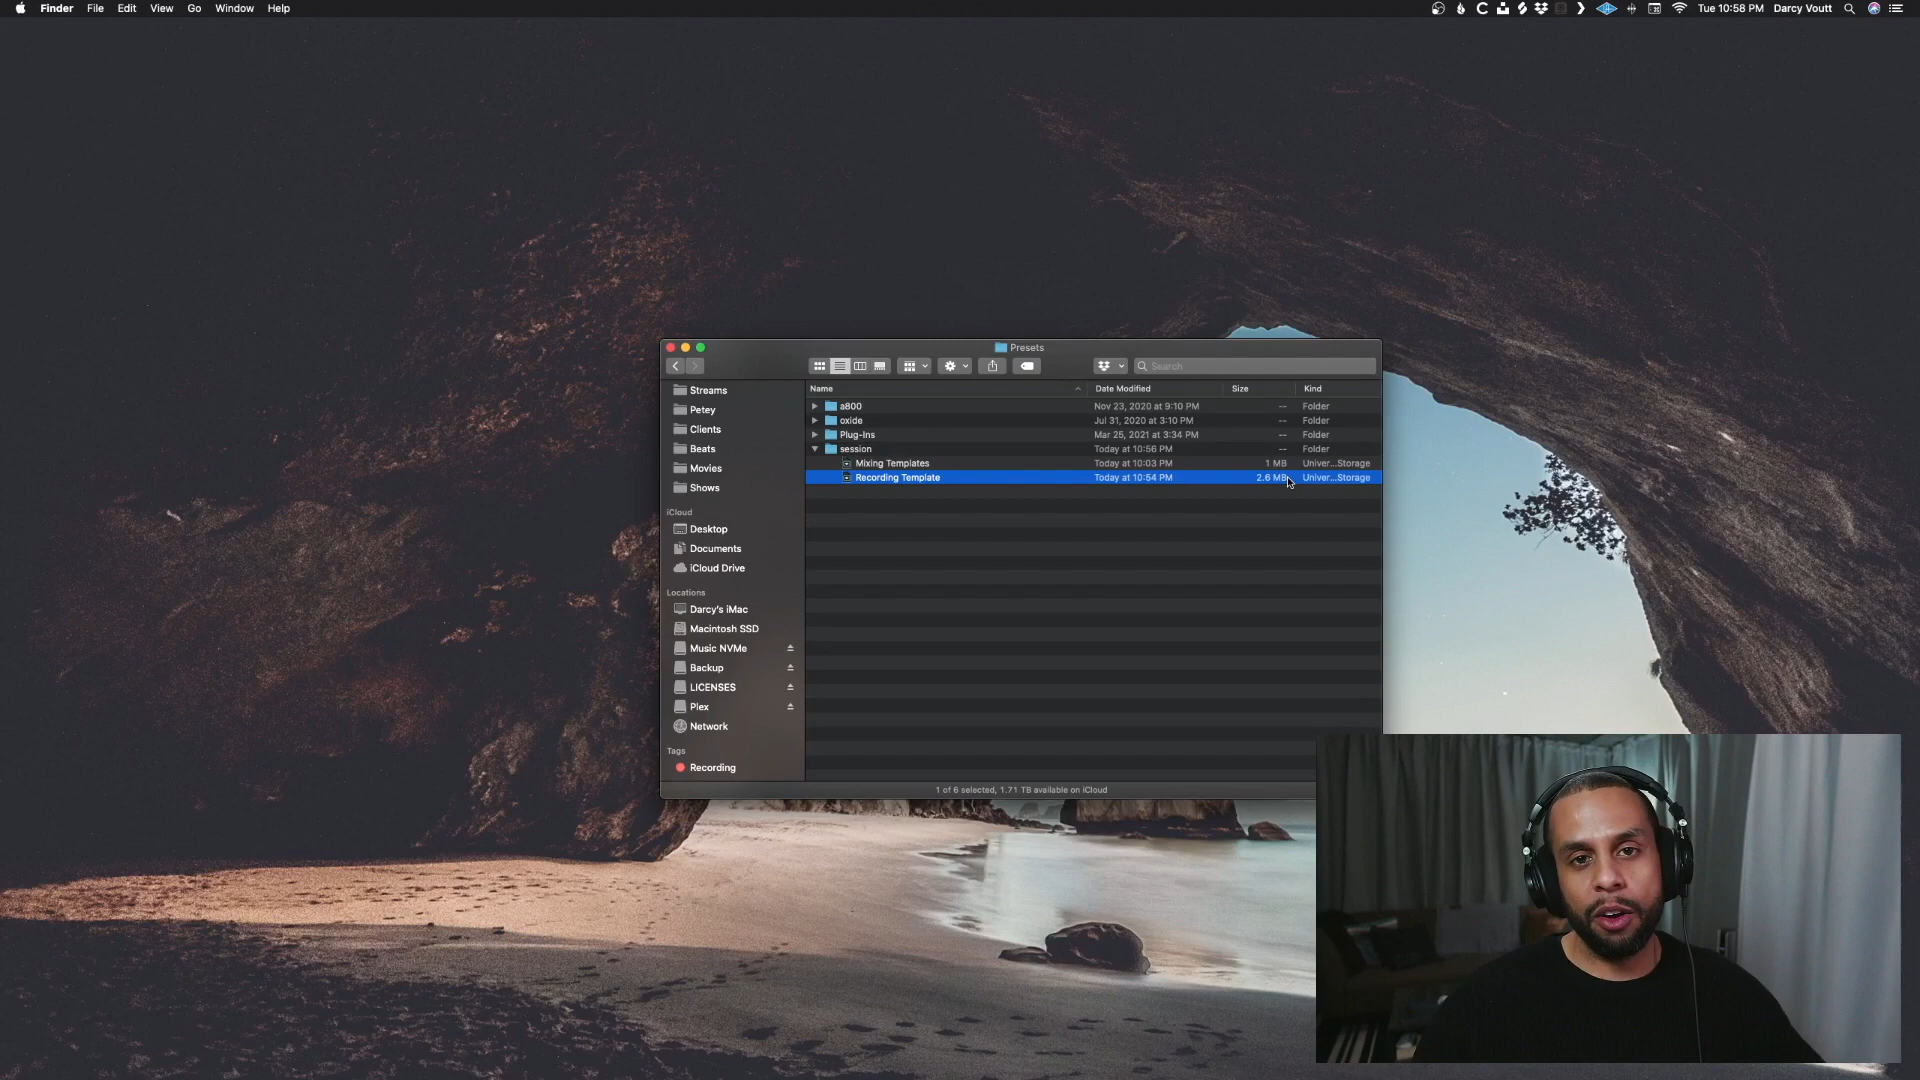 Finder File Edit View Go Window Help
Tue 10:58 PM Darcy Voutt
Presets
Search
Name Date Modified Size Kind
a800 Nov 23, 2020 at 9:10 PM -- Folder
oxide Jul 31, 2020 at 3:10 PM -- Folder
Plug-Ins Mar 25, 2021 at 3:34 PM -- Folder
session Today at 10:56 PM -- Folder
Mixing Templates Today at 10:03 PM 1 MB Univer...Storage
Recording Template Today at 10:54 PM 2.6 MB Univer...Storage
Streams
Petey
Clients
Beats
Movies
Shows
iCloud
Desktop
Documents
iCloud Drive
Locations
Darcy's iMac
Macintosh SSD
Music NVMe
Backup
LICENSES
Plex
Network
Tags
Recording
1 of 6 selected, 1.71 TB available on iCloud